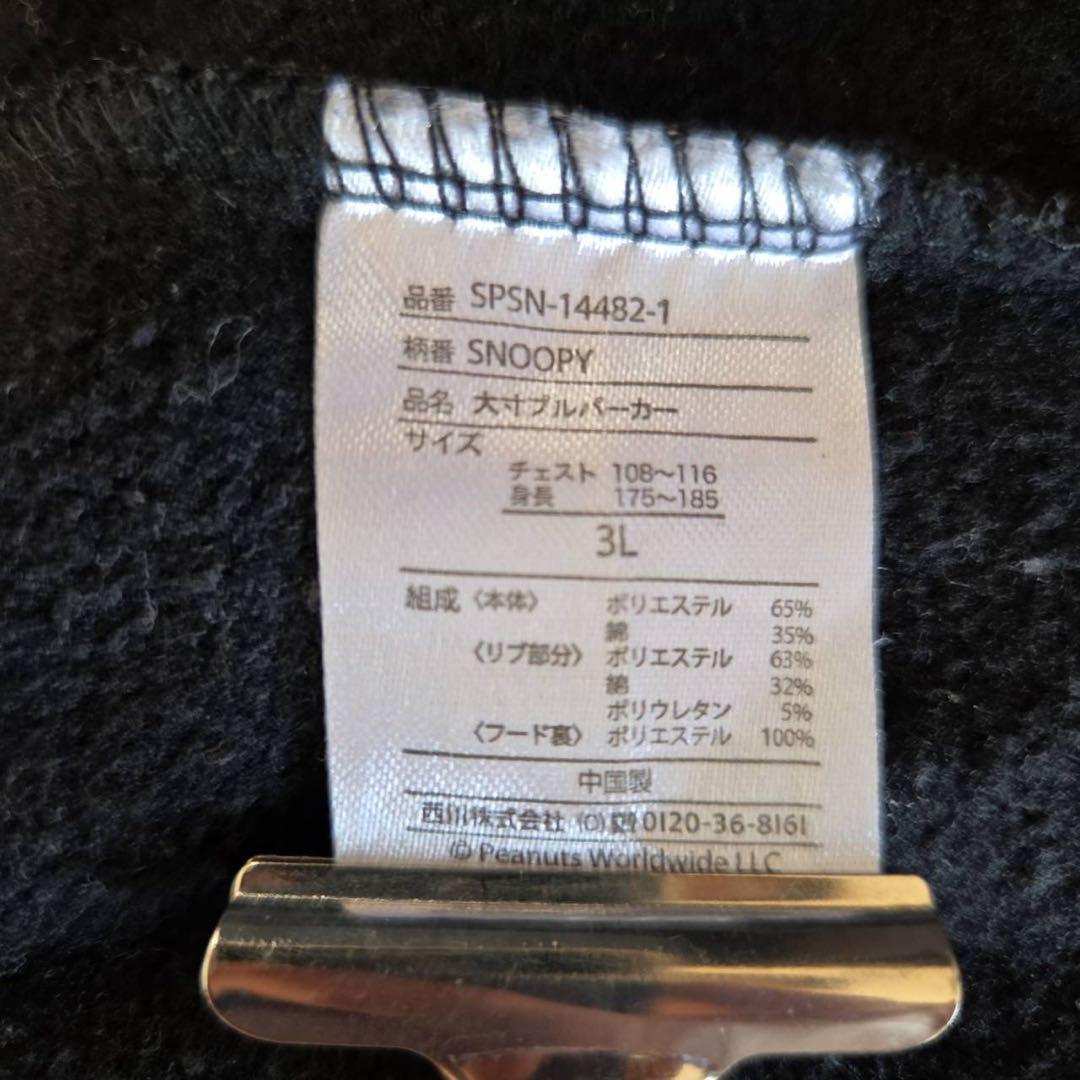 品番 SPSN-14482-1
柄番 SNOOPY
品名 大寸プルパーカー
サイズ
チェスト 108～116
身長 175～185
3L
組成〈本体〉 ポリエステル 65%
綿 35%
〈リブ部分〉 ポリエステル 63%
綿 32%
ポリウレタン 5%
〈フード裏〉 ポリエステル 100%
中国製
西川株式会社 (O) 0120-36-8161
© Peanuts Worldwide LLC